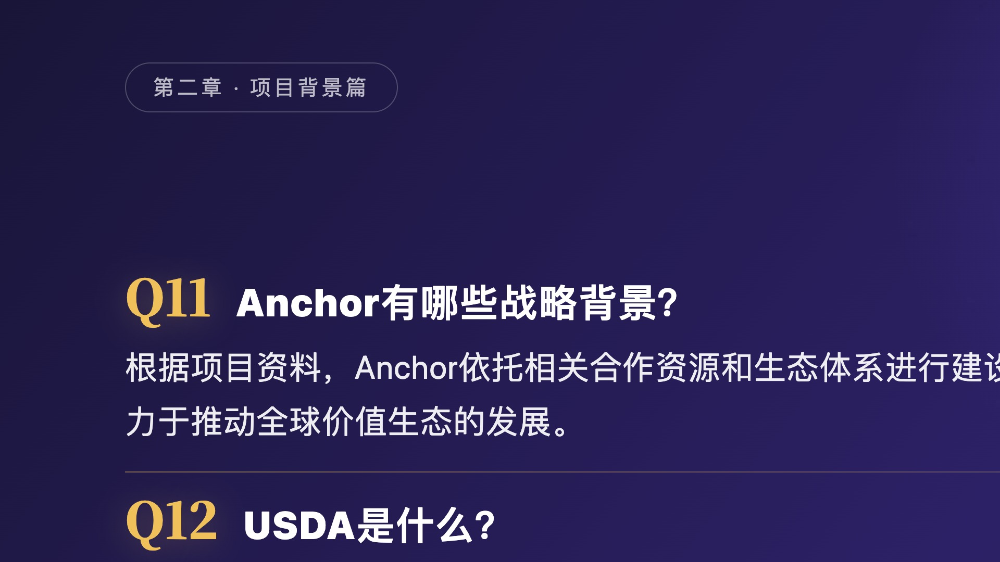 第二章 · 项目背景篇
Q11 Anchor有哪些战略背景？
根据项目资料，Anchor依托相关合作资源和生态体系进行建设
力于推动全球价值生态的发展。
Q12 USDA是什么？